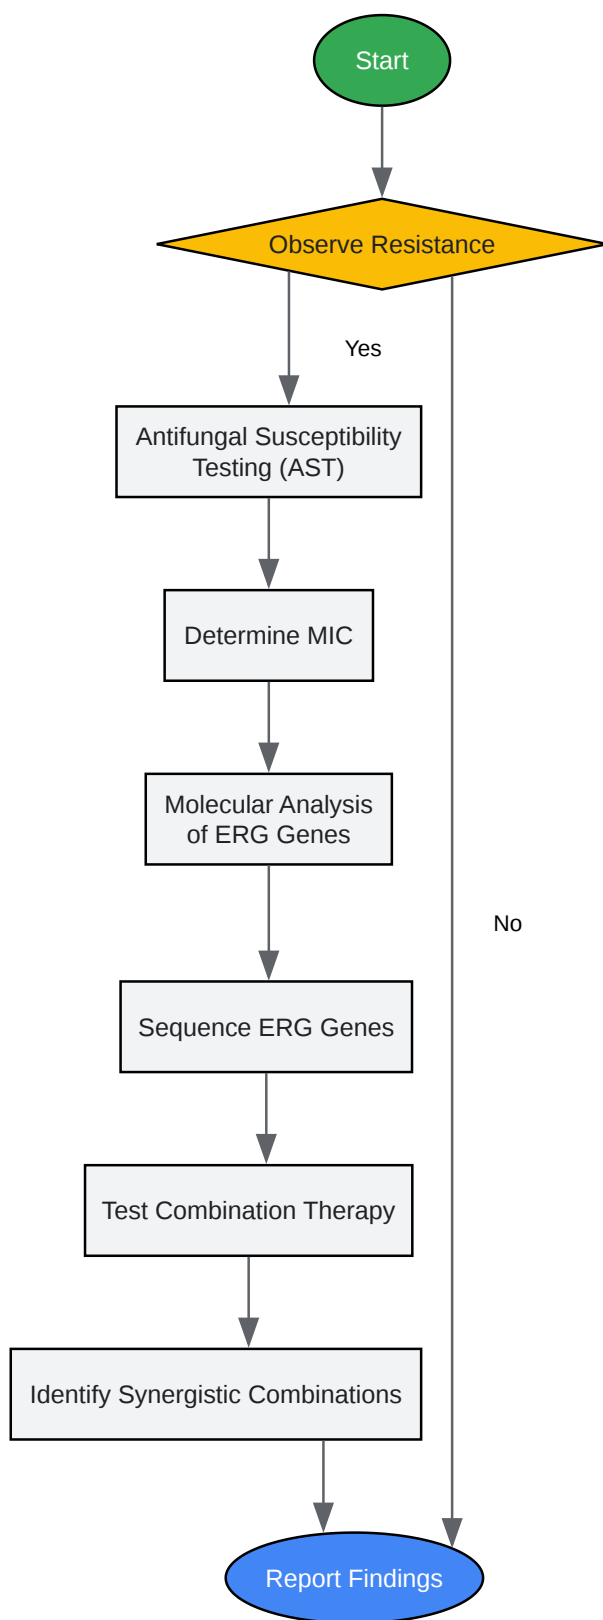 Start
Observe Resistance
Yes
Antifungal Susceptibility
Testing (AST)
Determine MIC
Molecular Analysis
of ERG Genes
No
Sequence ERG Genes
Test Combination Therapy
Identify Synergistic Combinations
Report Findings